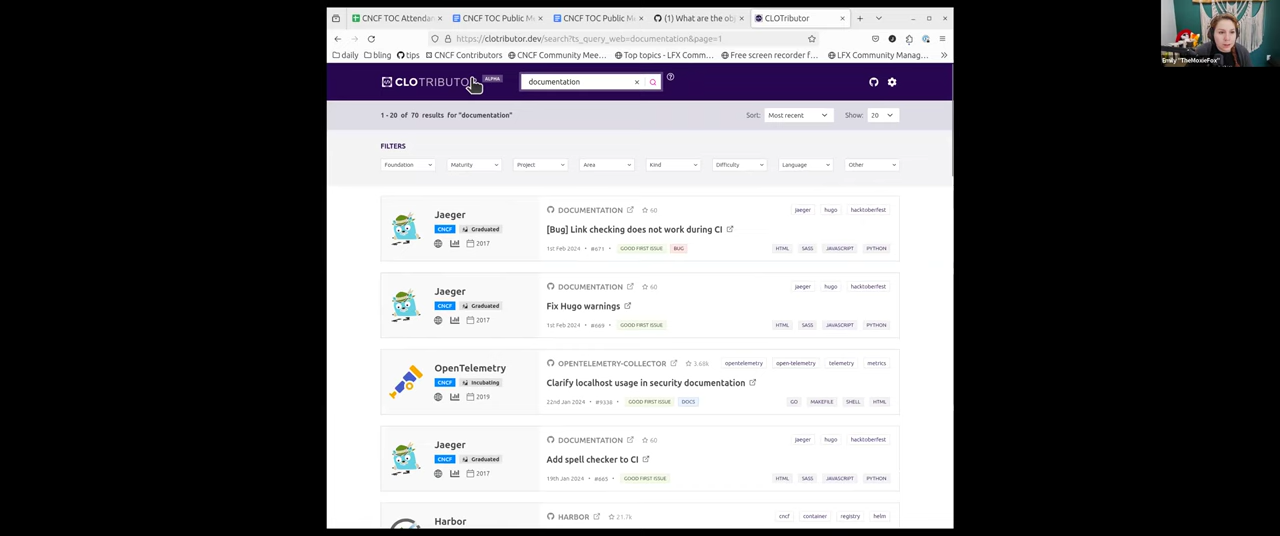 CNCF TOC Attendan
CNCF TOC Public M
CNCF TOC Public M
(1) What are the obj
CLOTributor
https://clotributor.dev/search?ts_query_web=documentation&page=1
daily
bling
tips
CNCF Contributors
CNCF Community Mee…
Top topics - LFX Comm…
Free screen recorder f…
LFX Community Manag…
CLOTRIBUTOR
ALPHA
documentation
1 - 20 of 70 results for "documentation"
Sort:
Most recent
Show:
20
FILTERS
Foundation
Maturity
Project
Area
Kind
Difficulty
Language
Other
Jaeger
CNCF
Graduated
2017
DOCUMENTATION
60
jaeger
hugo
hacktoberfest
[Bug] Link checking does not work during CI
1st Feb 2024 • #671 •
GOOD FIRST ISSUE
BUG
HTML
SASS
JAVASCRIPT
PYTHON
Jaeger
CNCF
Graduated
2017
DOCUMENTATION
60
jaeger
hugo
hacktoberfest
Fix Hugo warnings
1st Feb 2024 • #669 •
GOOD FIRST ISSUE
HTML
SASS
JAVASCRIPT
PYTHON
OpenTelemetry
CNCF
Incubating
2019
OPENTELEMETRY-COLLECTOR
3.68k
opentelemetry
open-telemetry
telemetry
metrics
Clarify localhost usage in security documentation
22nd Jan 2024 • #9336 •
GOOD FIRST ISSUE
DOCS
GO
MAKEFILE
SHELL
HTML
Jaeger
CNCF
Graduated
2017
DOCUMENTATION
60
jaeger
hugo
hacktoberfest
Add spell checker to CI
19th Jan 2024 • #665 •
GOOD FIRST ISSUE
HTML
SASS
JAVASCRIPT
PYTHON
Harbor
HARBOR
21.7k
cncf
container
registry
helm
Emily "TheMoxieFox"